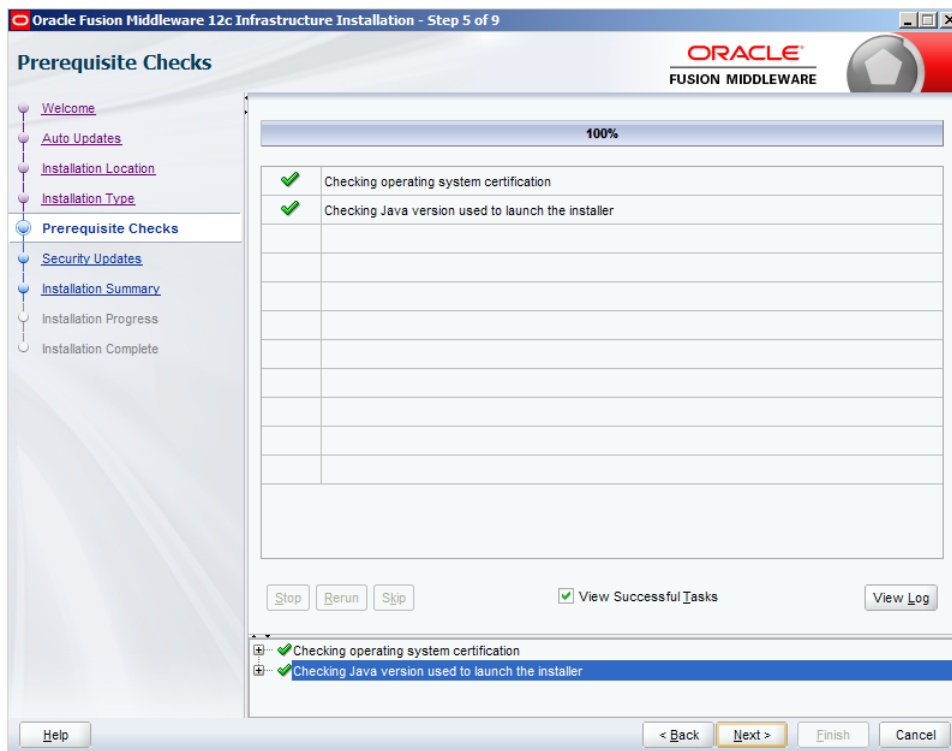 Oracle Fusion Middleware 12c Infrastructure Installation - Step 5 of 9
Prerequisite Checks
ORACLE
FUSION MIDDLEWARE
Welcome
Auto Updates
Installation Location
Installation Type
Prerequisite Checks
Security Updates
Installation Summary
Installation Progress
Installation Complete
100%
Checking operating system certification
Checking Java version used to launch the installer
Stop Rerun Skip View Successful Tasks View Log
Checking operating system certification
Checking Java version used to launch the installer
Help < Back Next > Finish Cancel